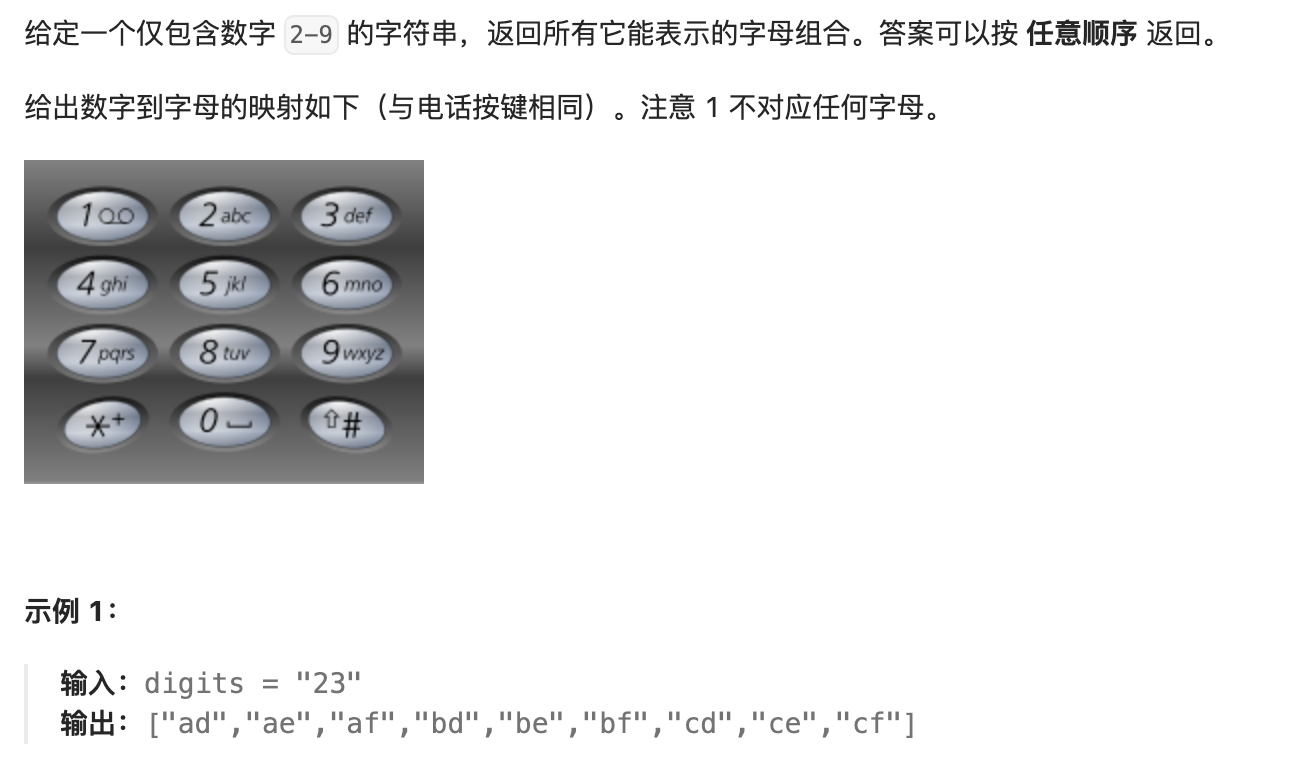 给定一个仅包含数字 2-9 的字符串，返回所有它能表示的字母组合。答案可以按 任意顺序 返回。
给出数字到字母的映射如下（与电话按键相同）。注意 1 不对应任何字母。
1 2 abc 3 def
4 ghi 5 jkl 6 mno
7 pqrs 8 tuv 9 wxyz
* + 0 #
示例 1：
输入：digits = "23"
输出：["ad","ae","af","bd","be","bf","cd","ce","cf"]